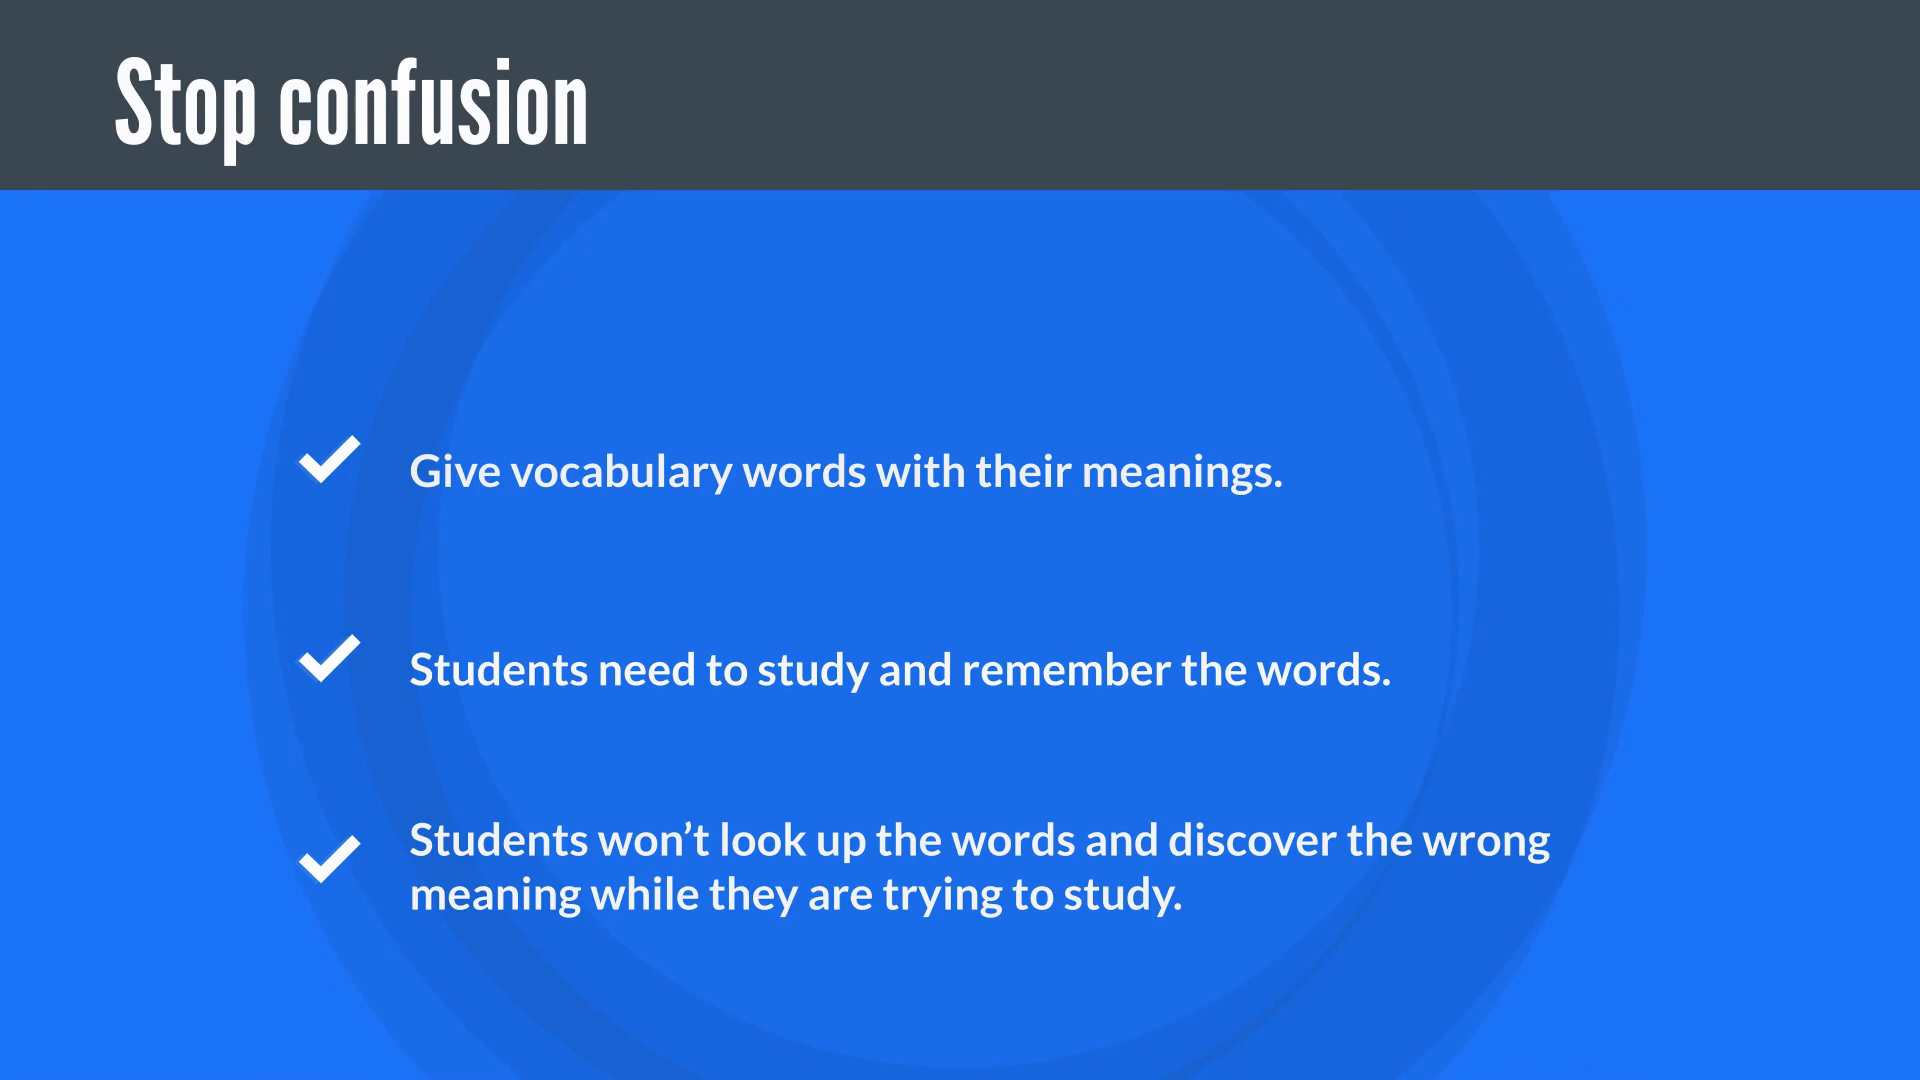 Stop confusion
Give vocabulary words with their meanings.
Students need to study and remember the words.
Students won’t look up the words and discover the wrong
meaning while they are trying to study.